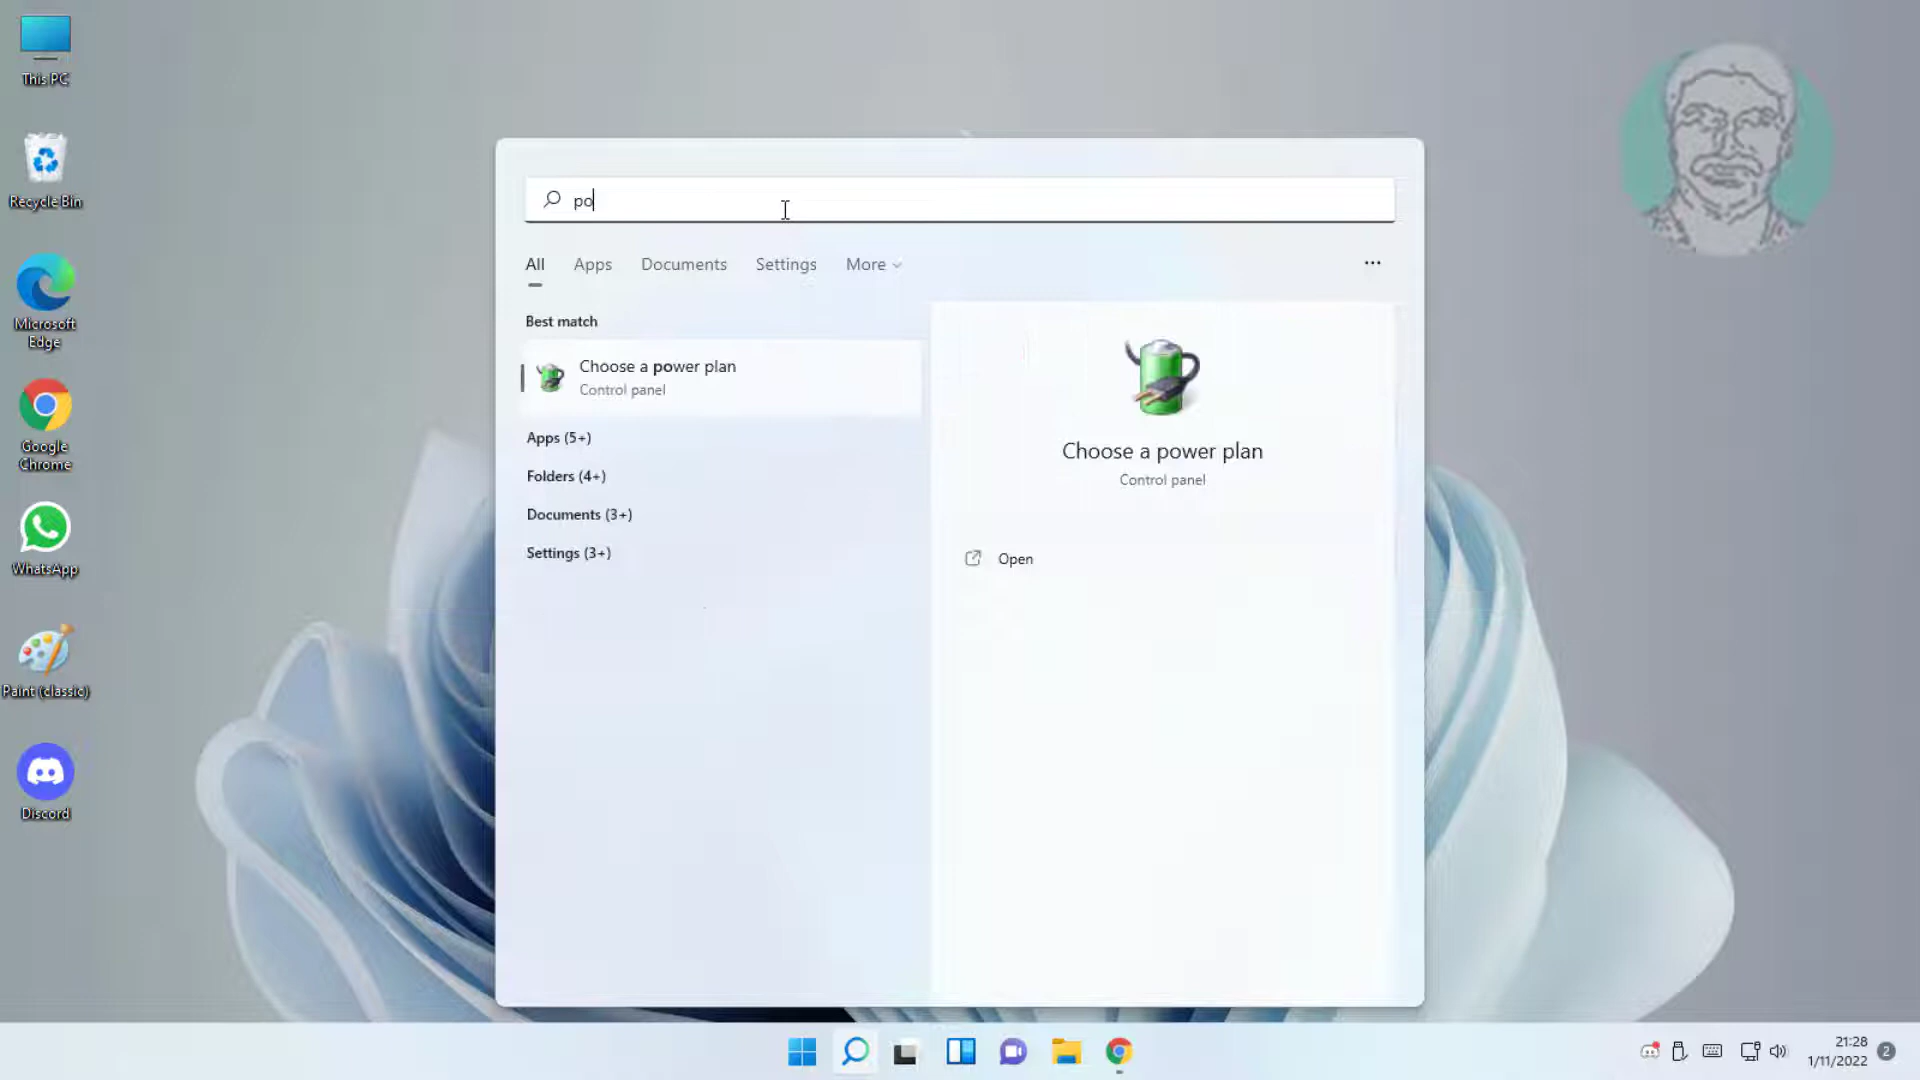 This PC
Recycle Bin
Microsoft
Edge
Google
Chrome
WhatsApp
Paint (classic)
Discord
po
All Apps Documents Settings More
Best match
Choose a power plan
Control panel
Apps (5+)
Folders (4+)
Documents (3+)
Settings (3+)
Choose a power plan
Control panel
Open
21:28
1/11/2022
2